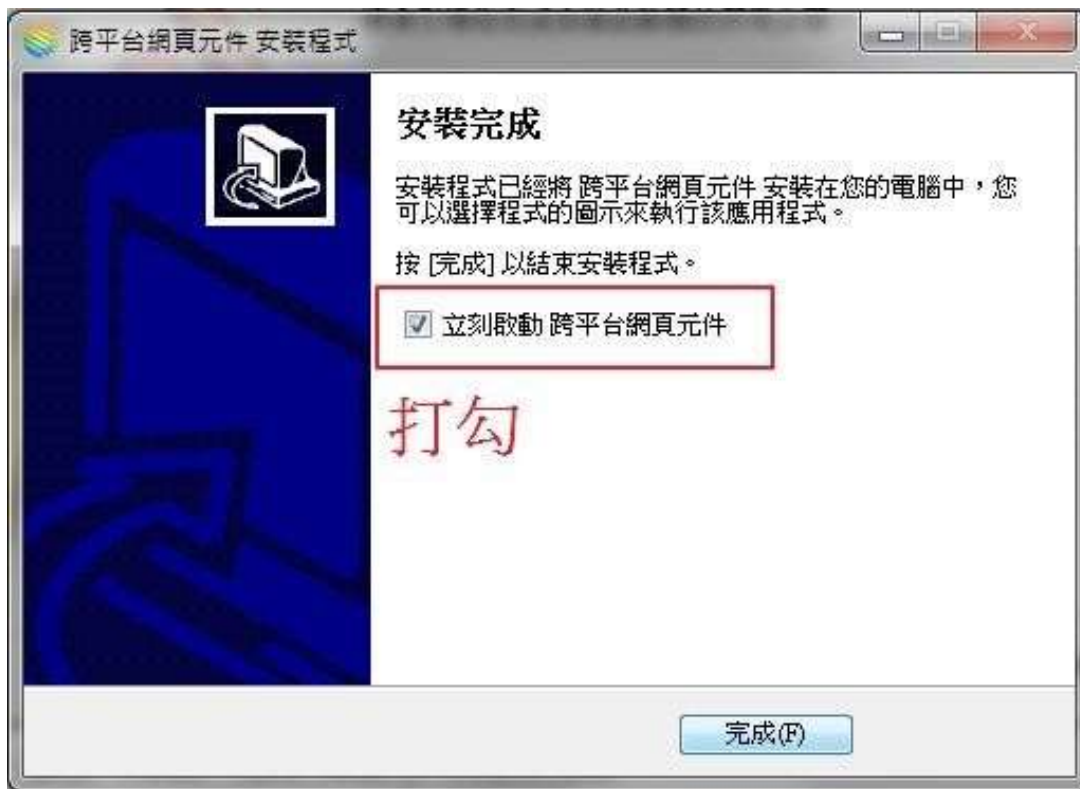 跨平台網頁元件 安裝程式
安裝完成
安裝程式已經將 跨平台網頁元件 安裝在您的電腦中，您
可以選擇程式的圖示來執行該應用程式。
按 [完成] 以結束安裝程式。
立刻啟動 跨平台網頁元件
打勾
完成(F)